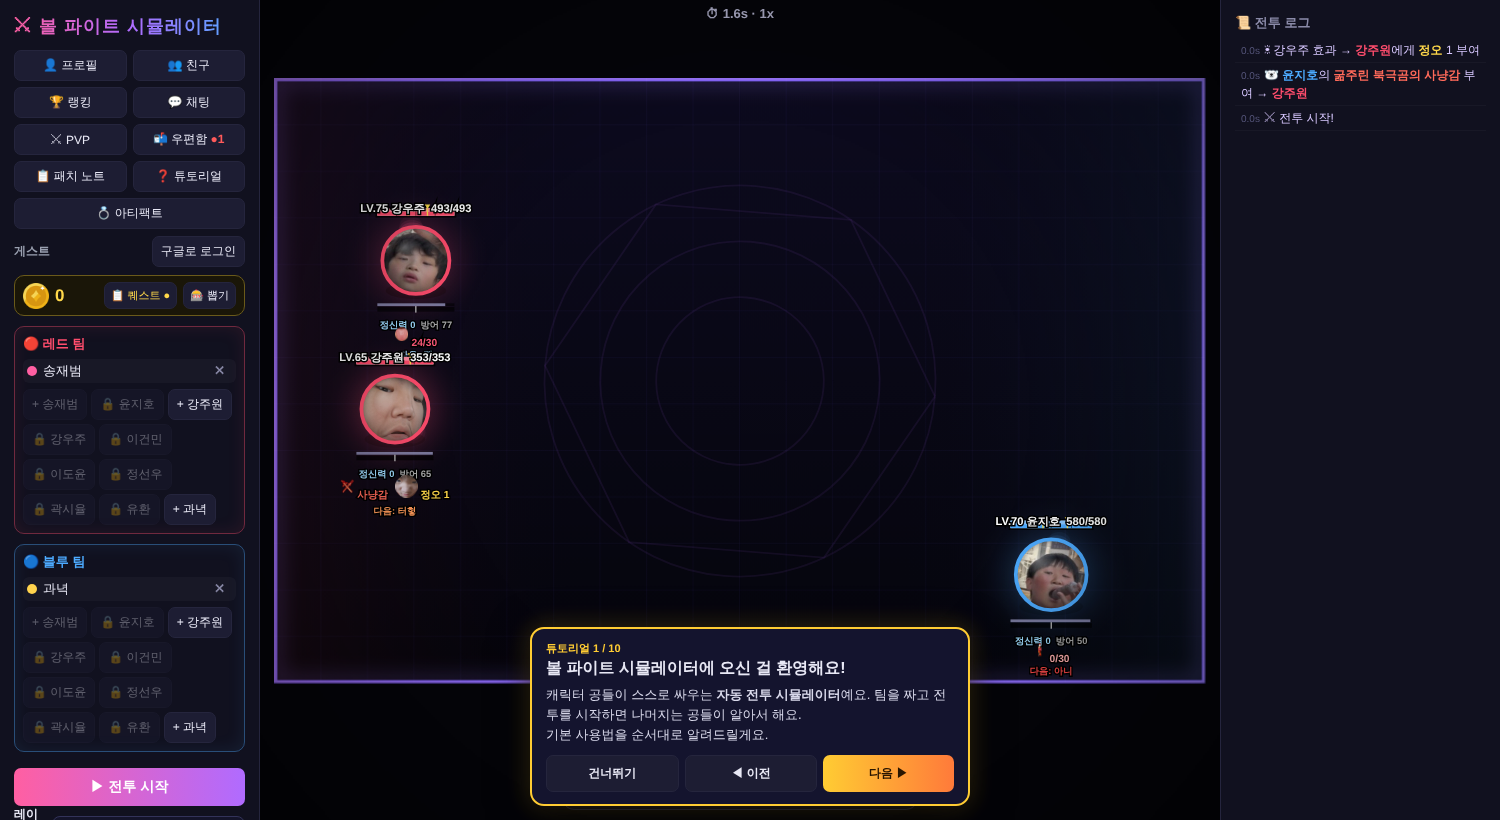 ⚔ 볼 파이트 시뮬레이터
👤 프로필
👥 친구
🏆 랭킹
💬 채팅
⚔ PVP
📬 우편함 ●1
📋 패치 노트
❓ 튜토리얼
💍 아티팩트
게스트
구글로 로그인
0
📋 퀘스트 ●
🎰 뽑기
🔴 레드 팀
송재범 ✕
+ 송재범
🔒 윤지호
+ 강주원
🔒 강우주
🔒 이건민
🔒 이도윤
🔒 정선우
🔒 곽시율
🔒 유환
+ 과녁
🔵 블루 팀
과녁 ✕
+ 송재범
🔒 윤지호
+ 강주원
🔒 강우주
🔒 이건민
🔒 이도윤
🔒 정선우
🔒 곽시율
🔒 유환
+ 과녁
▶ 전투 시작
레이
⏱ 1.6s · 1x
LV.75 강우주 493/493
정신력 0 방어 77
24/30
LV.65 강주원 353/353
정신력 0 방어 65
사냥감
정오 1
다음: 터헣
LV.70 윤지호 580/580
정신력 0 방어 50
0/30
다음: 아니
튜토리얼 1 / 10
볼 파이트 시뮬레이터에 오신 걸 환영해요!
캐릭터 공들이 스스로 싸우는 자동 전투 시뮬레이터예요. 팀을 짜고 전
투를 시작하면 나머지는 공들이 알아서 해요.
기본 사용법을 순서대로 알려드릴게요.
건너뛰기
◀ 이전
다음 ▶
📜 전투 로그
0.0s 강우주 효과 → 강주원에게 정오 1 부여
0.0s 🐻‍❄️ 윤지호의 굶주린 북극곰의 사냥감 부
여 → 강주원
0.0s ⚔ 전투 시작!